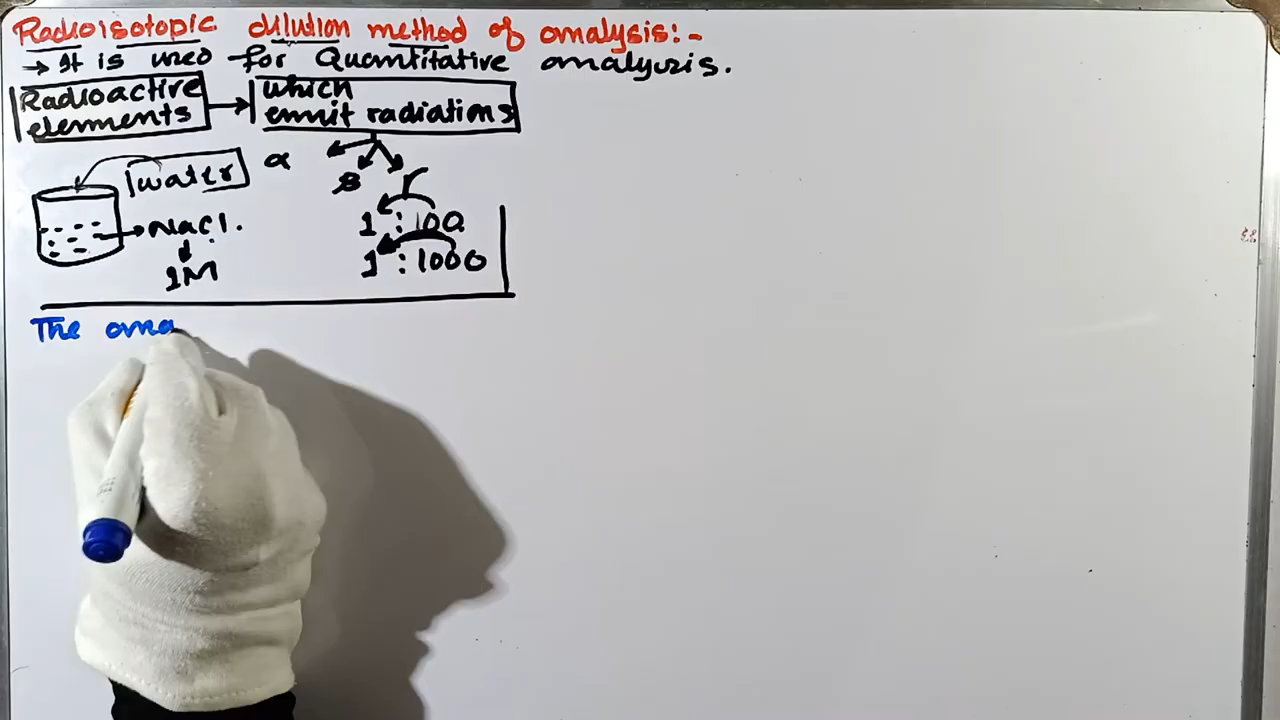 Radioisotopic dilution method of analysis:-
→ It is used for Quantitative analysis.
Radioactive elements → which emit radiations
water
α
β
γ
NaCl.
1M
1 : 100
1 : 1000
The ana